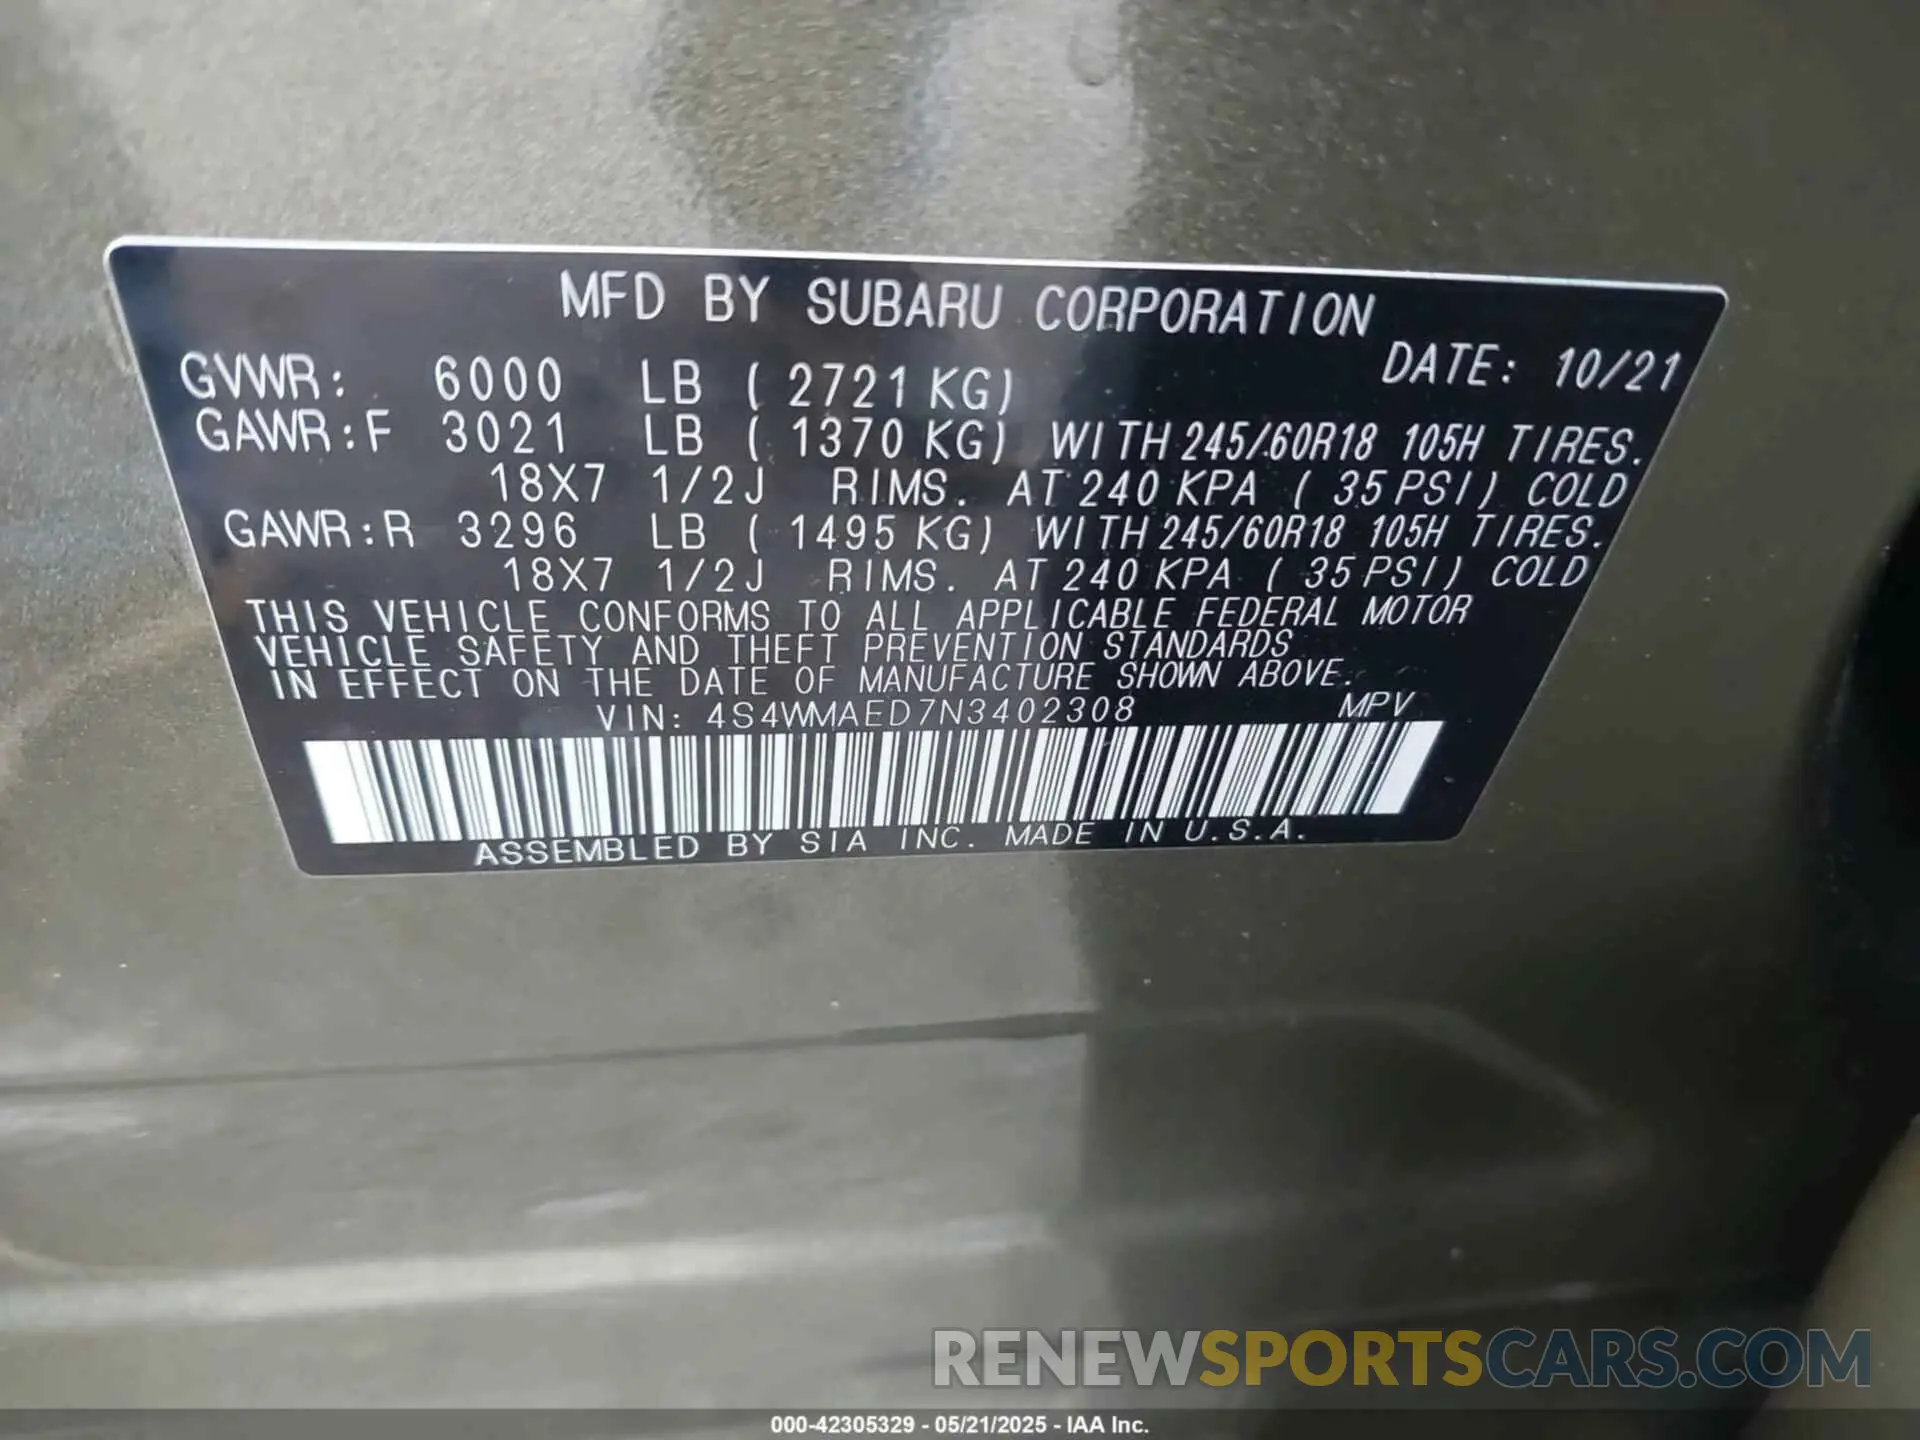 MFD BY SUBARU CORPORATION
GVWR: 6000 LB ( 2721 KG) DATE: 10/21
GAWR:F 3021 LB ( 1370 KG) WITH 245/60R18 105H TIRES.
18X7 1/2J RIMS. AT 240 KPA ( 35 PSI) COLD
GAWR:R 3296 LB ( 1495 KG) WITH 245/60R18 105H TIRES.
18X7 1/2J RIMS. AT 240 KPA ( 35 PSI) COLD
THIS VEHICLE CONFORMS TO ALL APPLICABLE FEDERAL MOTOR
VEHICLE SAFETY AND THEFT PREVENTION STANDARDS
IN EFFECT ON THE DATE OF MANUFACTURE SHOWN ABOVE.
VIN: 4S4WMAED7N3402308 MPV
ASSEMBLED BY SIA INC. MADE IN U.S.A.
RENEWSPORTSCARS.COM
000-42305329 - 05/21/2025 - IAA Inc.